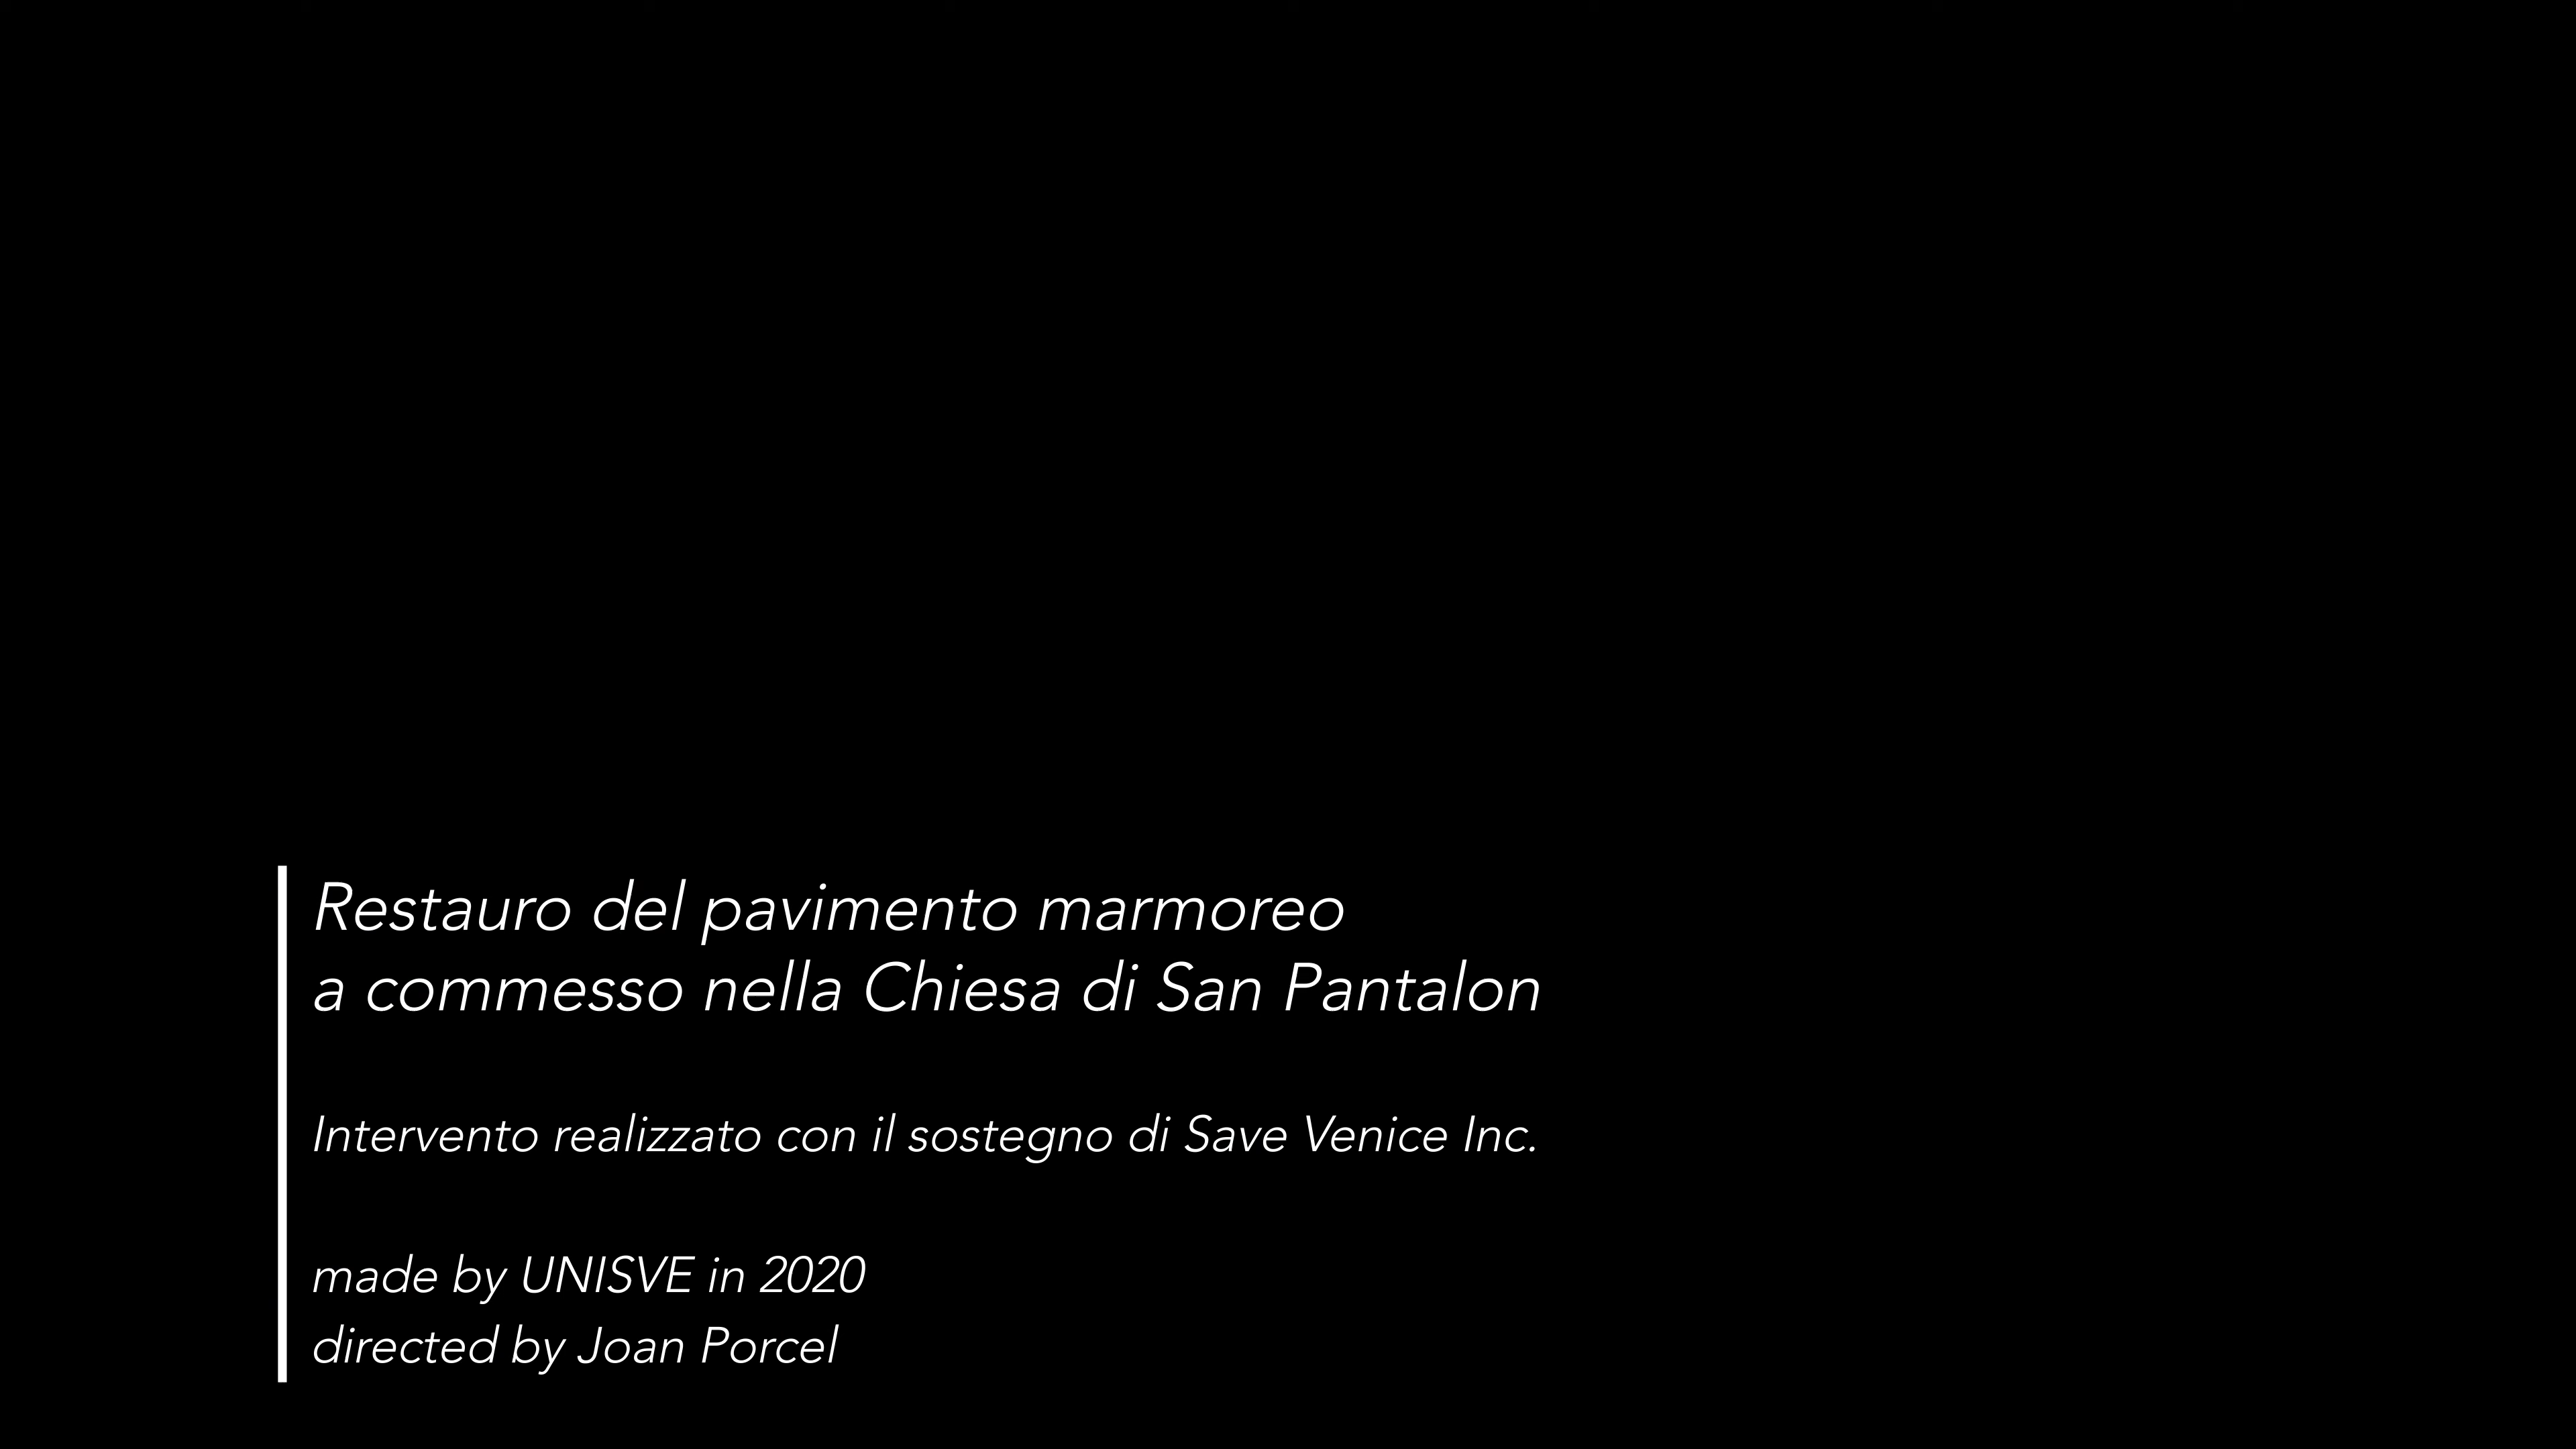 Restauro del pavimento marmoreo
a commesso nella Chiesa di San Pantalon
Intervento realizzato con il sostegno di Save Venice Inc.
made by UNISVE in 2020
directed by Joan Porcel